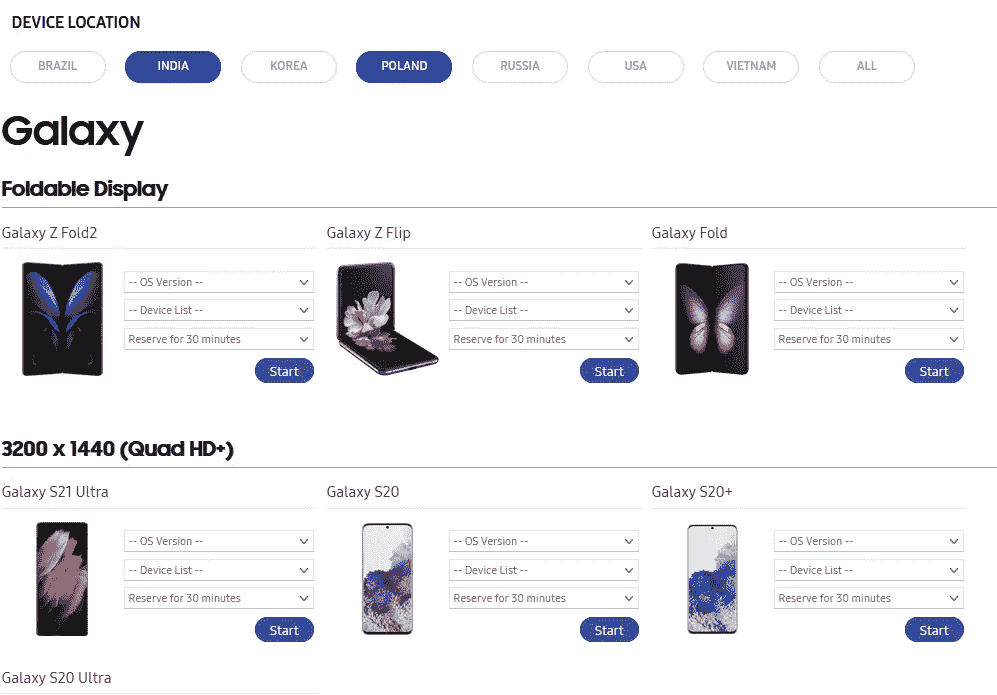 DEVICE LOCATION
BRAZIL INDIA KOREA POLAND RUSSIA USA VIETNAM ALL
Galaxy
Foldable Display
Galaxy Z Fold2 Galaxy Z Flip Galaxy Fold
-- OS Version -- -- OS Version -- -- OS Version --
-- Device List -- -- Device List -- -- Device List --
Reserve for 30 minutes Reserve for 30 minutes Reserve for 30 minutes
Start Start Start
3200 x 1440 (Quad HD+)
Galaxy S21 Ultra Galaxy S20 Galaxy S20+
-- OS Version -- -- OS Version -- -- OS Version --
-- Device List -- -- Device List -- -- Device List --
Reserve for 30 minutes Reserve for 30 minutes Reserve for 30 minutes
Start Start Start
Galaxy S20 Ultra